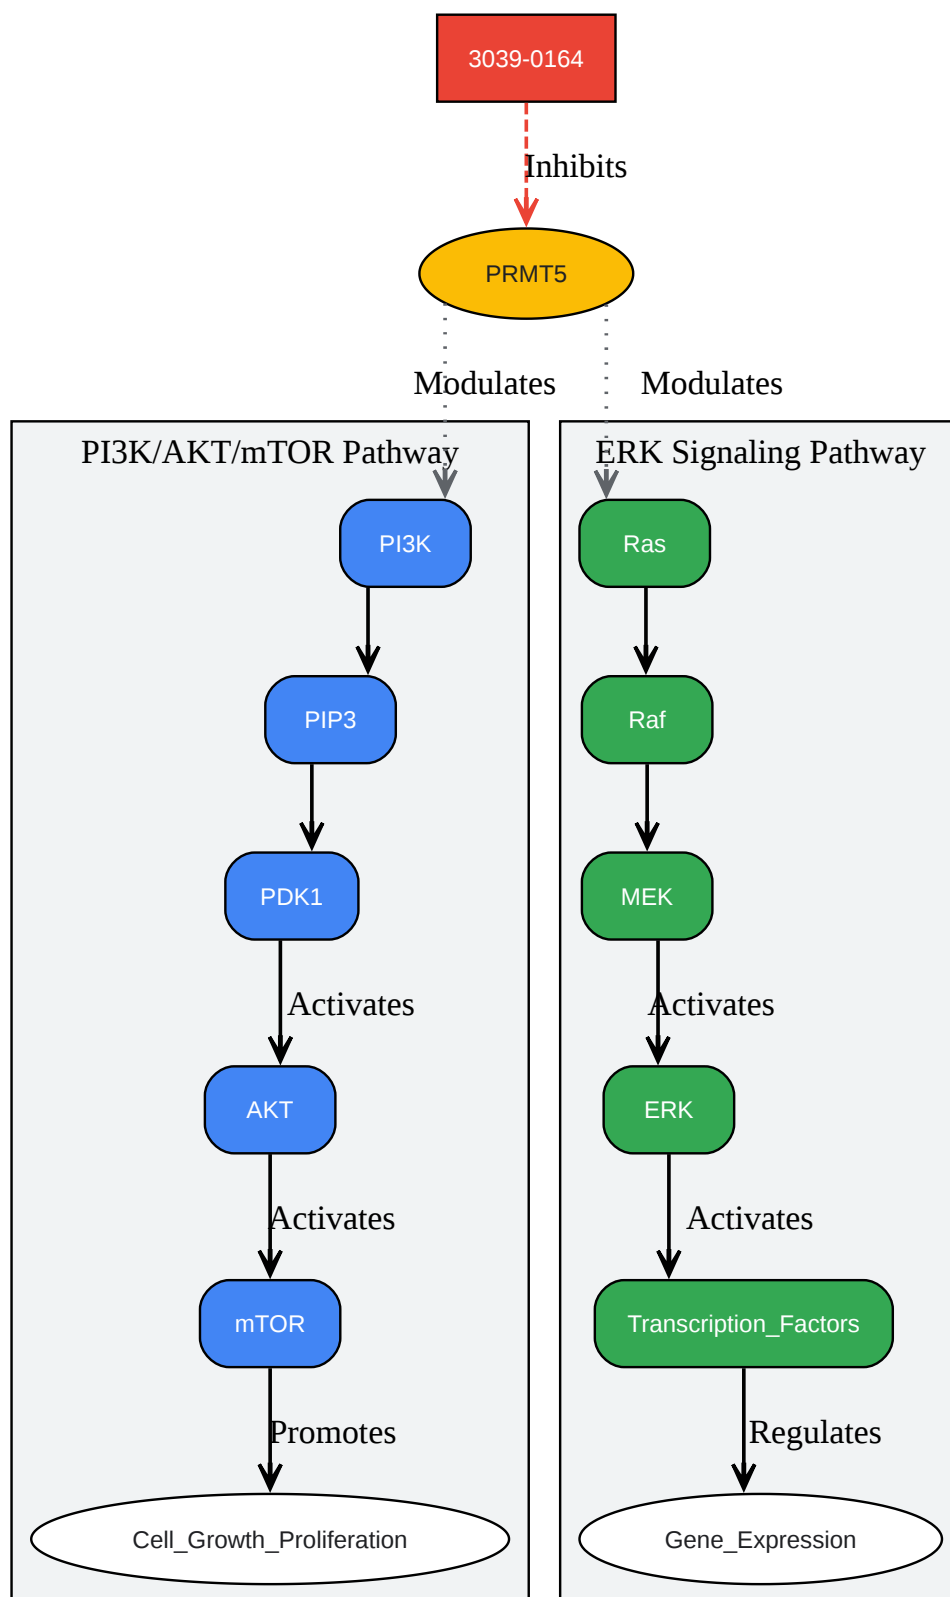 3039-0164
Inhibits
PRMT5
Modulates
Modulates
PI3K/AKT/mTOR Pathway
ERK Signaling Pathway
PI3K
Ras
PIP3
Raf
PDK1
MEK
Activates
Activates
AKT
ERK
Activates
Activates
mTOR
Transcription_Factors
Promotes
Regulates
Cell_Growth_Proliferation
Gene_Expression